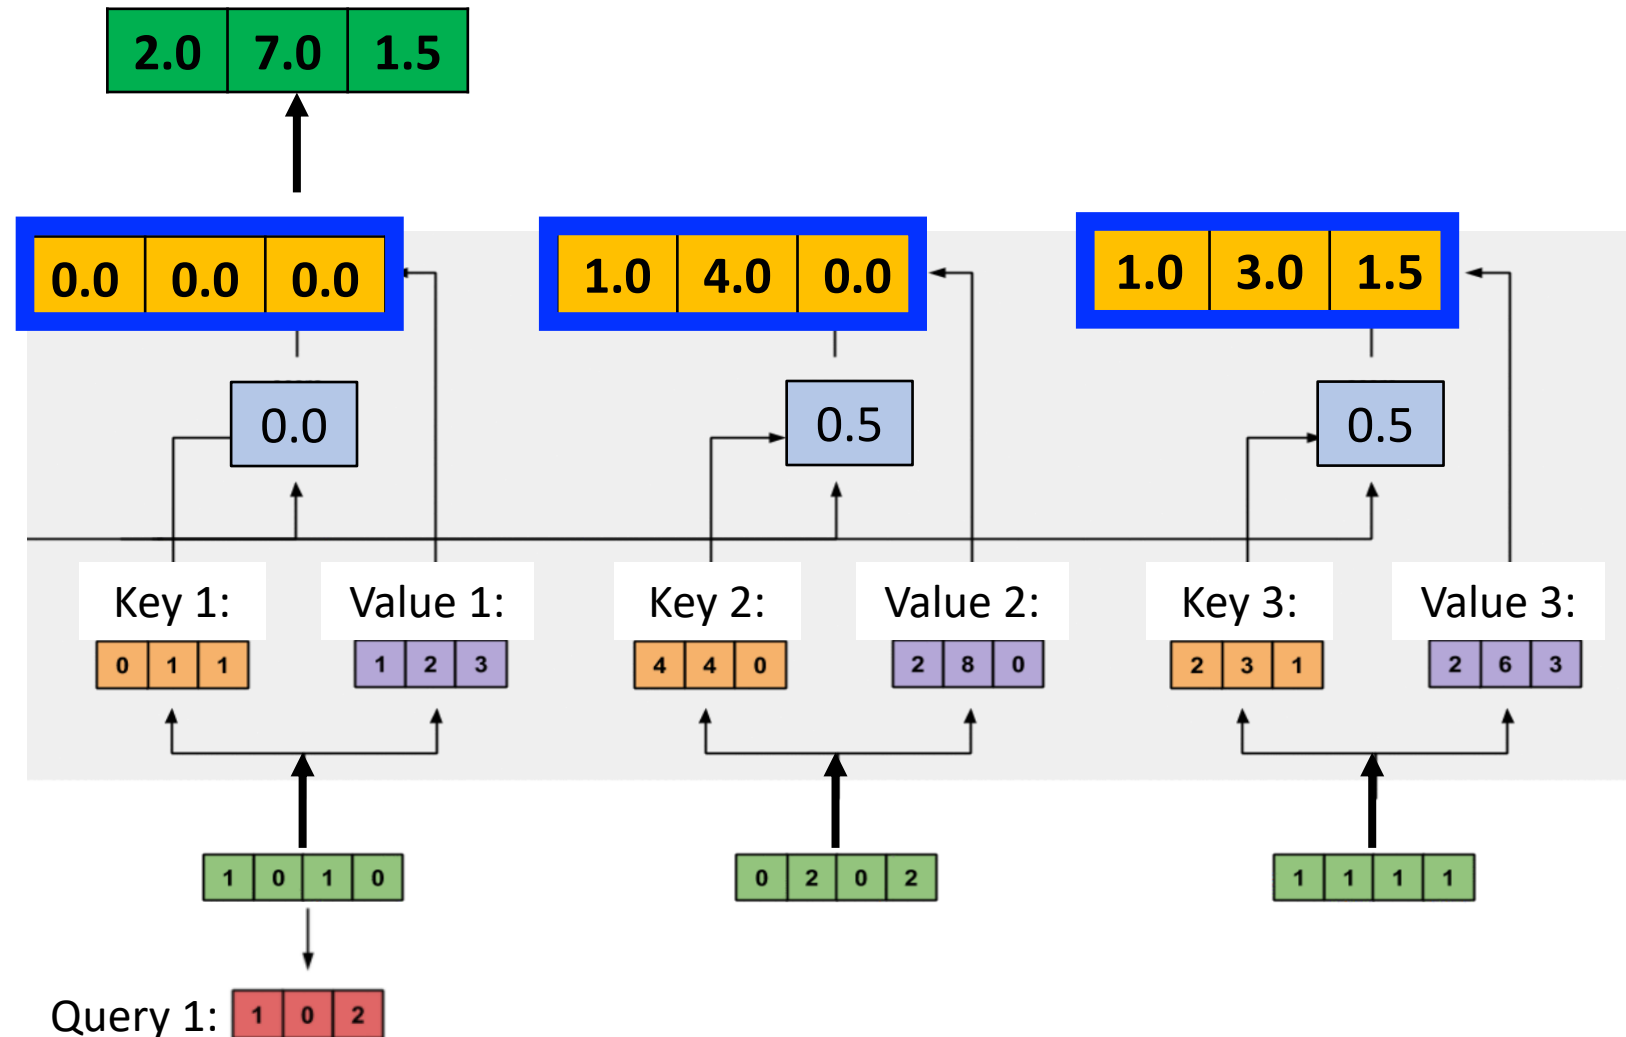 2.0 7.0 1.5
0.0 0.0 0.0 1.0 4.0 0.0 1.0 3.0 1.5
0.0 0.5 0.5
Key 1: Value 1: Key 2: Value 2: Key 3: Value 3:
0 1 1 1 2 3 4 4 0 2 8 0 2 3 1 2 6 3
1 0 1 0 0 2 0 2 1 1 1 1
Query 1: 1 0 2